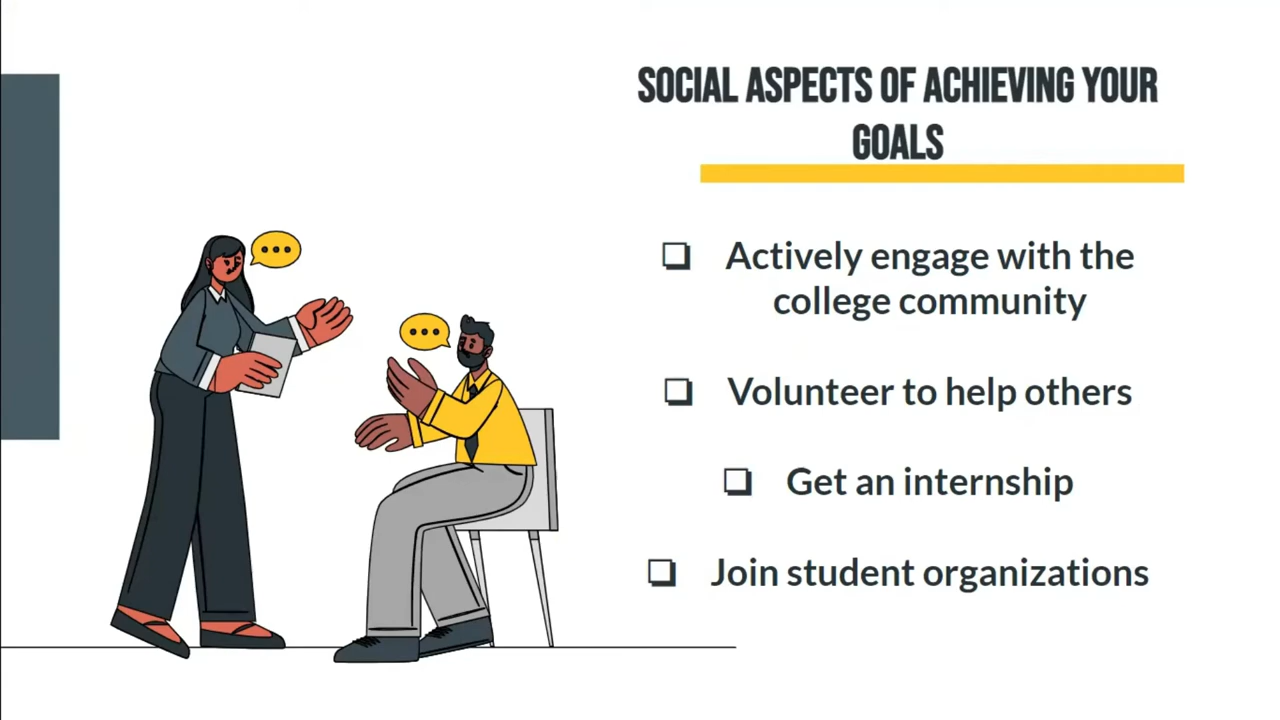 SOCIAL ASPECTS OF ACHIEVING YOUR
GOALS
❏ Actively engage with the
college community
❏ Volunteer to help others
❏ Get an internship
❏ Join student organizations